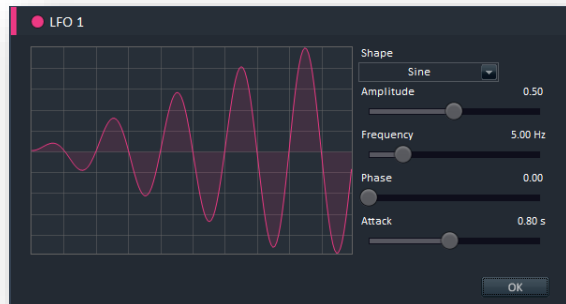 LFO 1
Shape
Sine
Amplitude 0.50
Frequency 5.00 Hz
Phase 0.00
Attack 0.80 s
OK